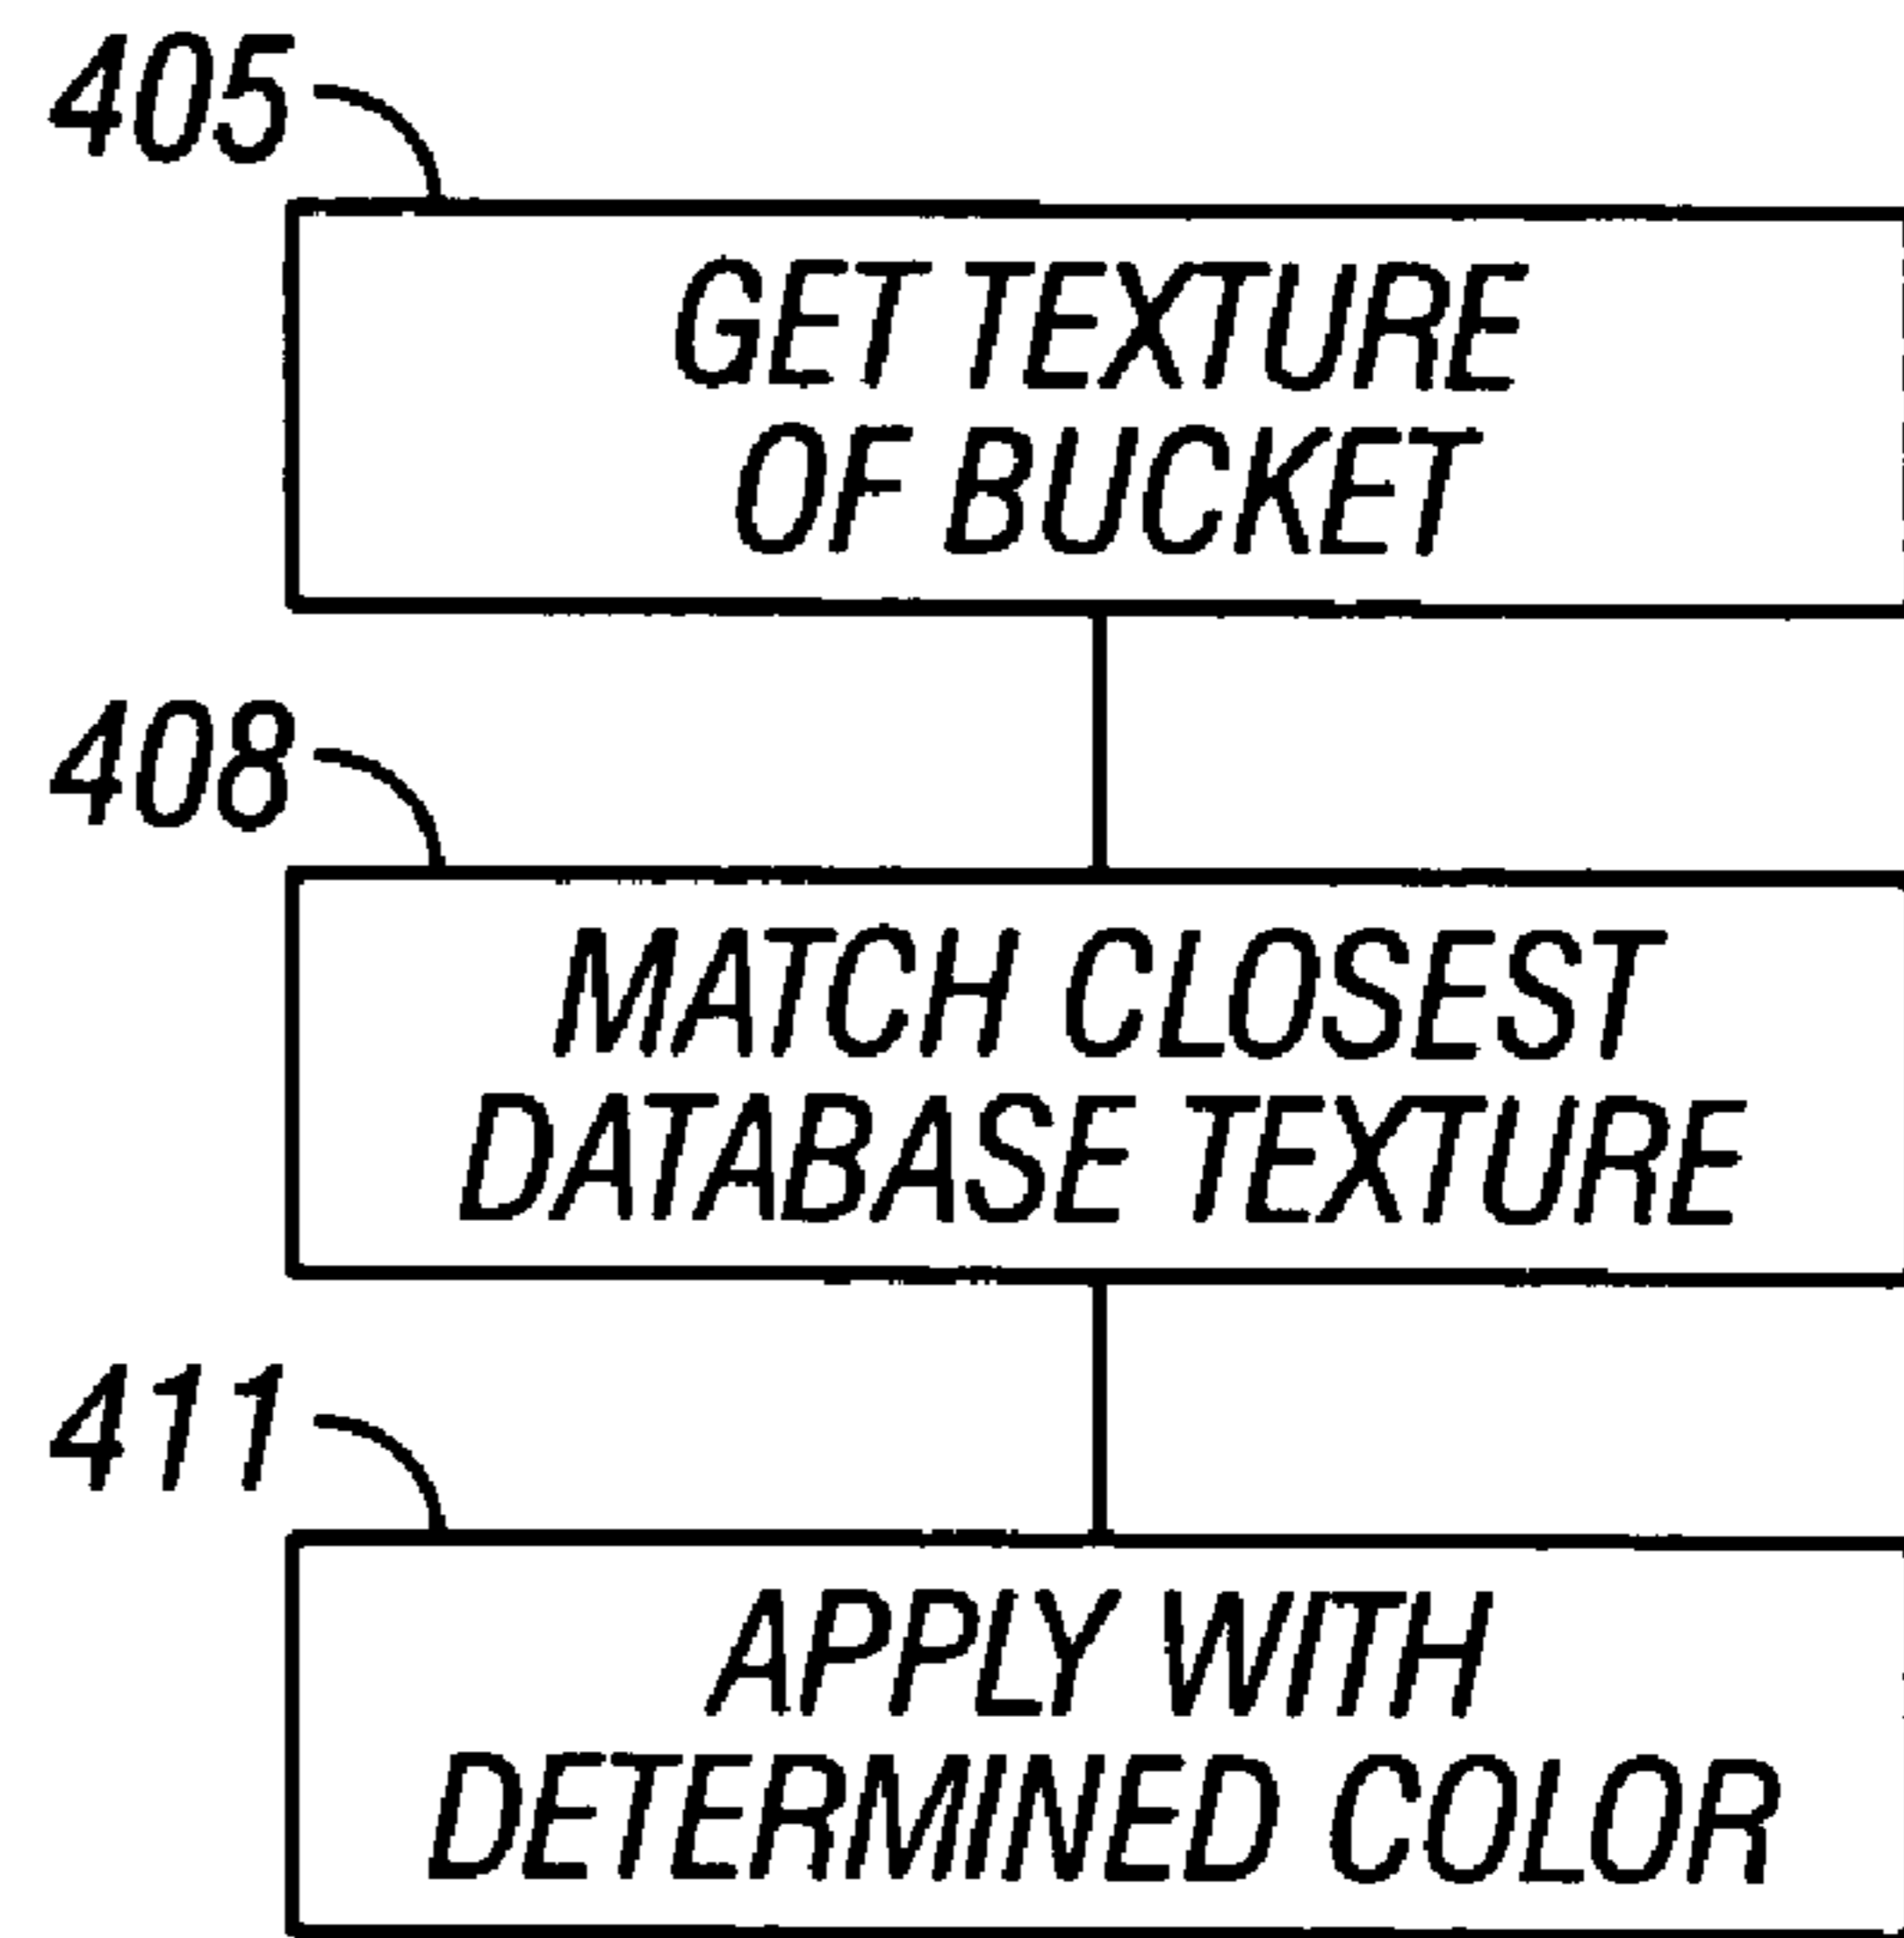 405
GET TEXTURE
OF BUCKET
408
MATCH CLOSEST
DATABASE TEXTURE
411
APPLY WITH
DETERMINED COLOR